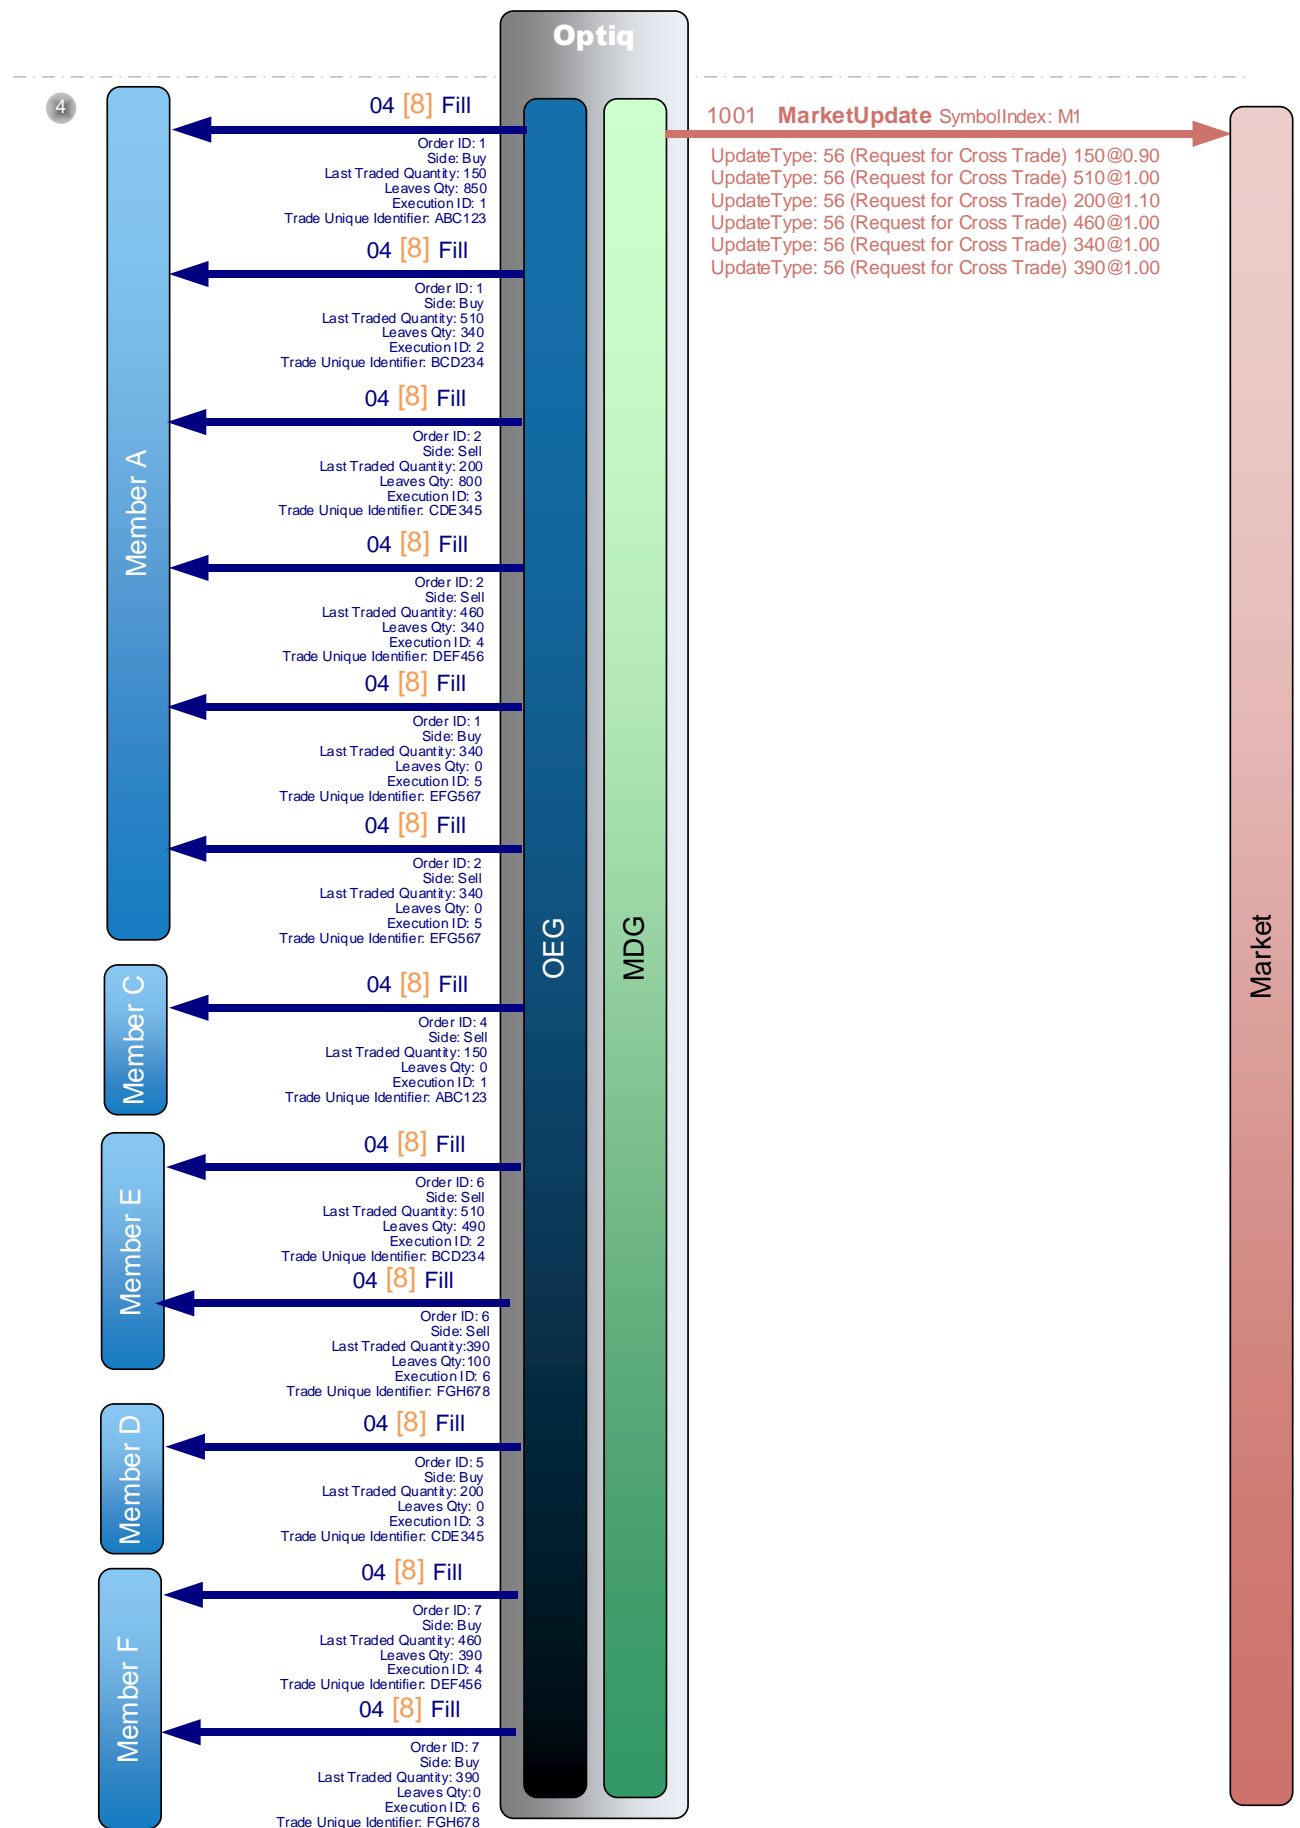 Optiq
4
04 [8] Fill
Order ID: 1
Side: Buy
Last Traded Quantity: 150
Leaves Qty: 850
Execution ID: 1
Trade Unique Identifier: ABC123
04 [8] Fill
Order ID: 1
Side: Buy
Last Traded Quantity: 510
Leaves Qty: 340
Execution ID: 2
Trade Unique Identifier: BCD234
04 [8] Fill
Order ID: 2
Side: Sell
Last Traded Quantity: 200
Leaves Qty: 800
Execution ID: 3
Trade Unique Identifier: CDE345
04 [8] Fill
Order ID: 2
Side: Sell
Last Traded Quantity: 460
Leaves Qty: 340
Execution ID: 4
Trade Unique Identifier: DEF456
04 [8] Fill
Order ID: 1
Side: Buy
Last Traded Quantity: 340
Leaves Qty: 0
Execution ID: 5
Trade Unique Identifier: EFG567
04 [8] Fill
Order ID: 2
Side: Sell
Last Traded Quantity: 340
Leaves Qty: 0
Execution ID: 5
Trade Unique Identifier: EFG567
Member A
04 [8] Fill
Order ID: 4
Side: Sell
Last Traded Quantity: 150
Leaves Qty: 0
Execution ID: 1
Trade Unique Identifier: ABC123
Member C
04 [8] Fill
Order ID: 6
Side: Sell
Last Traded Quantity: 510
Leaves Qty: 490
Execution ID: 2
Trade Unique Identifier: BCD234
04 [8] Fill
Order ID: 6
Side: Sell
Last Traded Quantity:390
Leaves Qty:100
Execution ID: 6
Trade Unique Identifier: FGH678
Member E
04 [8] Fill
Order ID: 5
Side: Buy
Last Traded Quantity: 200
Leaves Qty: 0
Execution ID: 3
Trade Unique Identifier: CDE345
Member D
04 [8] Fill
Order ID: 7
Side: Buy
Last Traded Quantity: 460
Leaves Qty: 390
Execution ID: 4
Trade Unique Identifier: DEF456
04 [8] Fill
Order ID: 7
Side: Buy
Last Traded Quantity: 390
Leaves Qty:0
Execution ID: 6
Trade Unique Identifier: FGH678
Member F
OEG
MDG
1001 MarketUpdate SymbolIndex: M1
UpdateType: 56 (Request for Cross Trade) 150@0.90
UpdateType: 56 (Request for Cross Trade) 510@1.00
UpdateType: 56 (Request for Cross Trade) 200@1.10
UpdateType: 56 (Request for Cross Trade) 460@1.00
UpdateType: 56 (Request for Cross Trade) 340@1.00
UpdateType: 56 (Request for Cross Trade) 390@1.00
Market